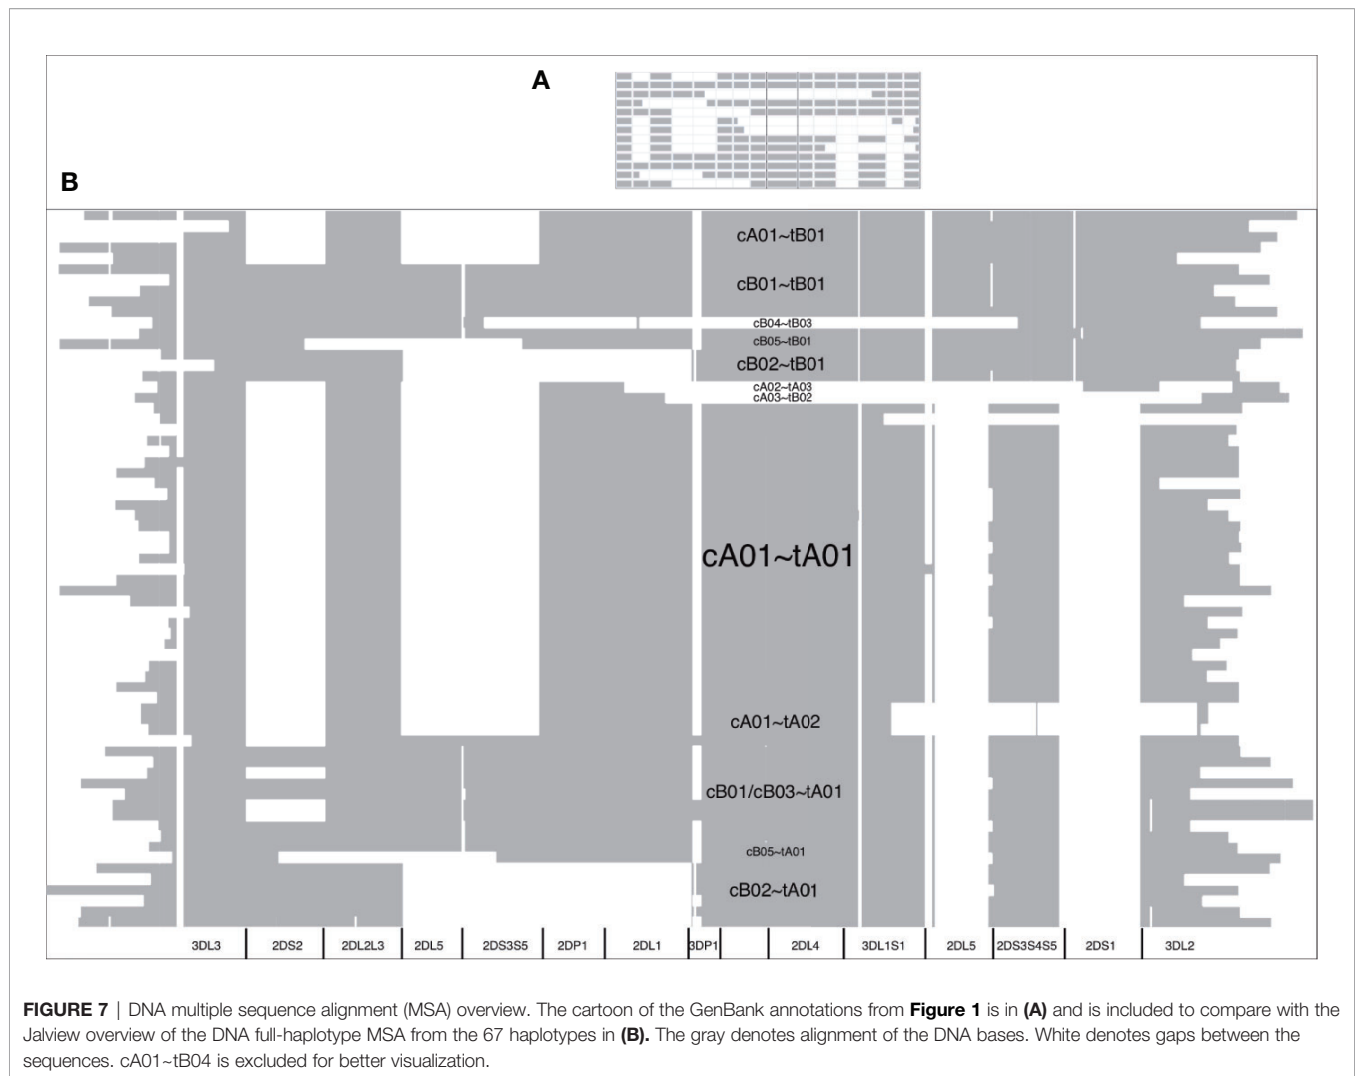 A
B
cA01~tB01
cB01~tB01
cB04~tB03
cB05~tB01
cB02~tB01
cA02~tA03
cA03~tB02
cA01~tA01
cA01~tA02
cB01/cB03~tA01
cB05~tA01
cB02~tA01
3DL3 2DS2 2DL2L3 2DL5 2DS3S5 2DP1 2DL1 3DP1 2DL4 3DL1S1 2DL5 2DS3S4S5 2DS1 3DL2
FIGURE 7 | DNA multiple sequence alignment (MSA) overview. The cartoon of the GenBank annotations from Figure 1 is in (A) and is included to compare with the
Jalview overview of the DNA full-haplotype MSA from the 67 haplotypes in (B). The gray denotes alignment of the DNA bases. White denotes gaps between the
sequences. cA01~tB04 is excluded for better visualization.